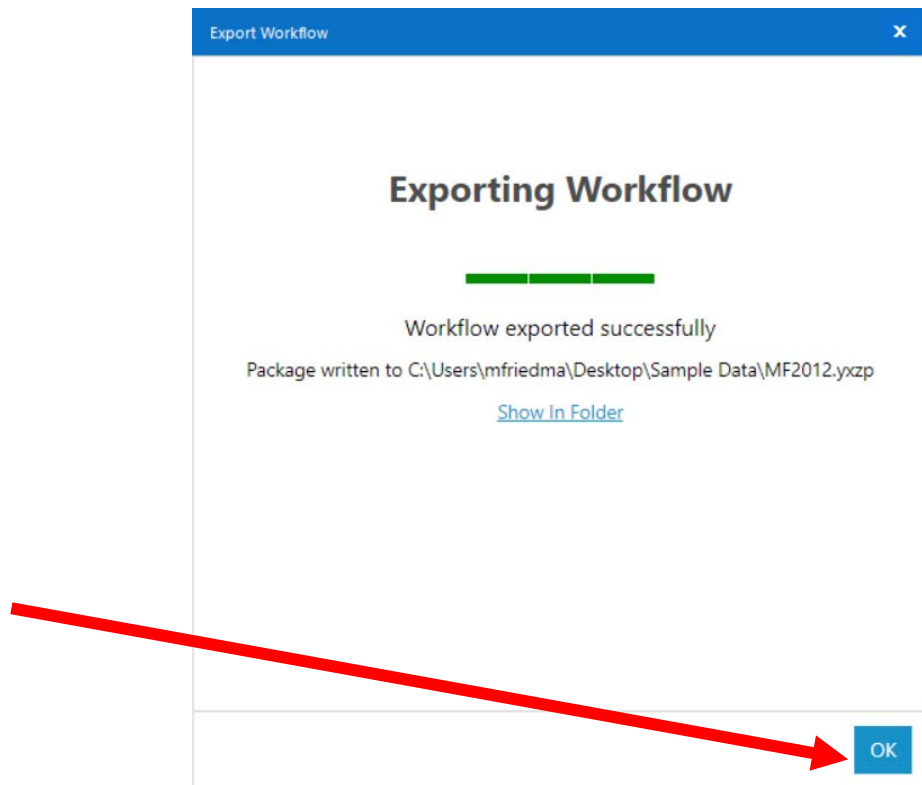 Export Workflow x
Exporting Workflow
Workflow exported successfully
Package written to C:\Users\mfriedma\Desktop\Sample Data\MF2012.yxzp
Show In Folder
OK